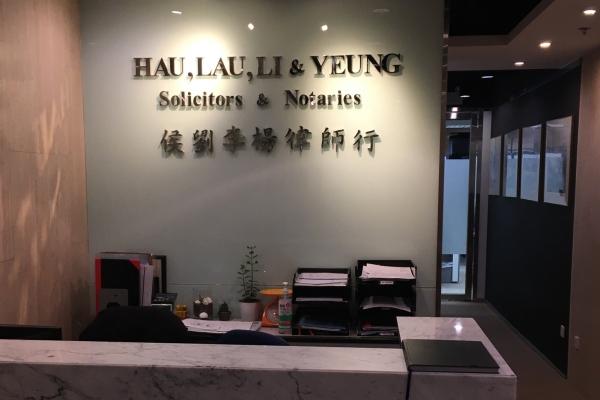 HAU, LAU, LI & YEUNG
Solicitors & Notaries
侯劉李楊律師行